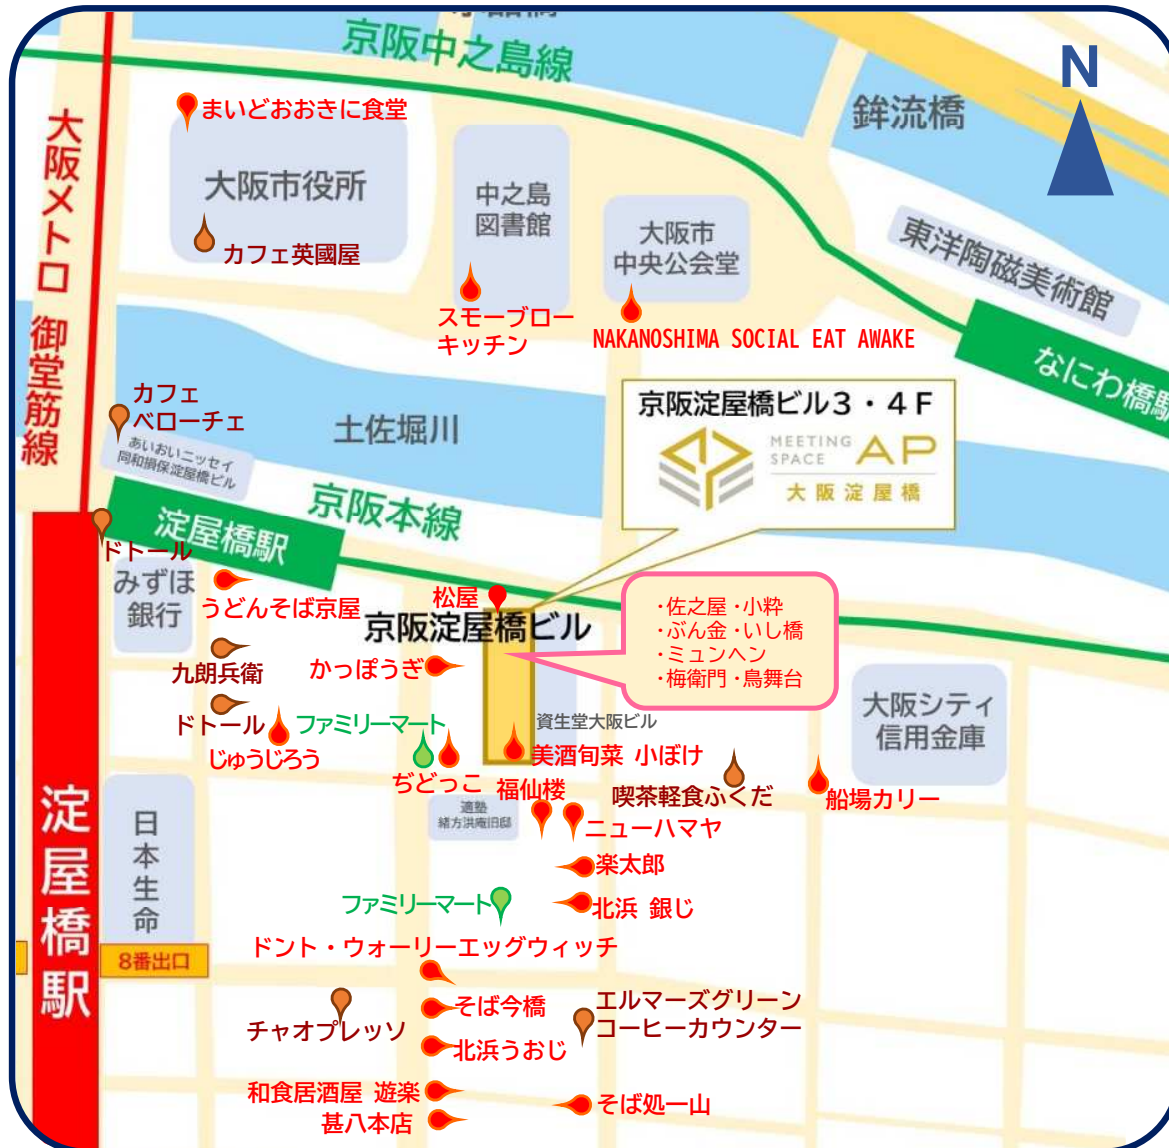 京阪中之島線
N
鉾流橋
まいどおおきに食堂
大阪メトロ 御堂筋線
大阪市役所
中之島
図書館
大阪市
中央公会堂
東洋陶磁美術館
カフェ英國屋
スモーブロー
キッチン
NAKANOSHIMA SOCIAL EAT AWAKE
なにわ橋駅
カフェ
ベローチェ
土佐堀川
京阪淀屋橋ビル3・4F
MEETING
SPACE
AP
大阪淀屋橋
あいおいニッセイ
同和損保淀屋橋ビル
京阪本線
淀屋橋駅
ドトール
みずほ
銀行
うどんそば京屋
松屋
京阪淀屋橋ビル
・佐之屋・小粋
・ぶん金・いし橋
・ミュンヘン
・梅衛門・鳥舞台
九朗兵衛
かっぽうぎ
大阪シティ
信用金庫
ドトール
ファミリーマート
資生堂大阪ビル
じゅうじろう
ぢどっこ
美酒旬菜 小ぼけ
福仙楼
喫茶軽食ふくだ
船場カリー
淀屋橋駅
日本生命
適塾
緒方洪庵旧邸
ニューハマヤ
楽太郎
ファミリーマート
北浜 銀じ
ドント・ウォーリーエッグウィッチ
8番出口
チャオプレッソ
そば今橋
エルマーズグリーン
コーヒーカウンター
北浜うおじ
和食居酒屋 遊楽
そば処一山
甚八本店